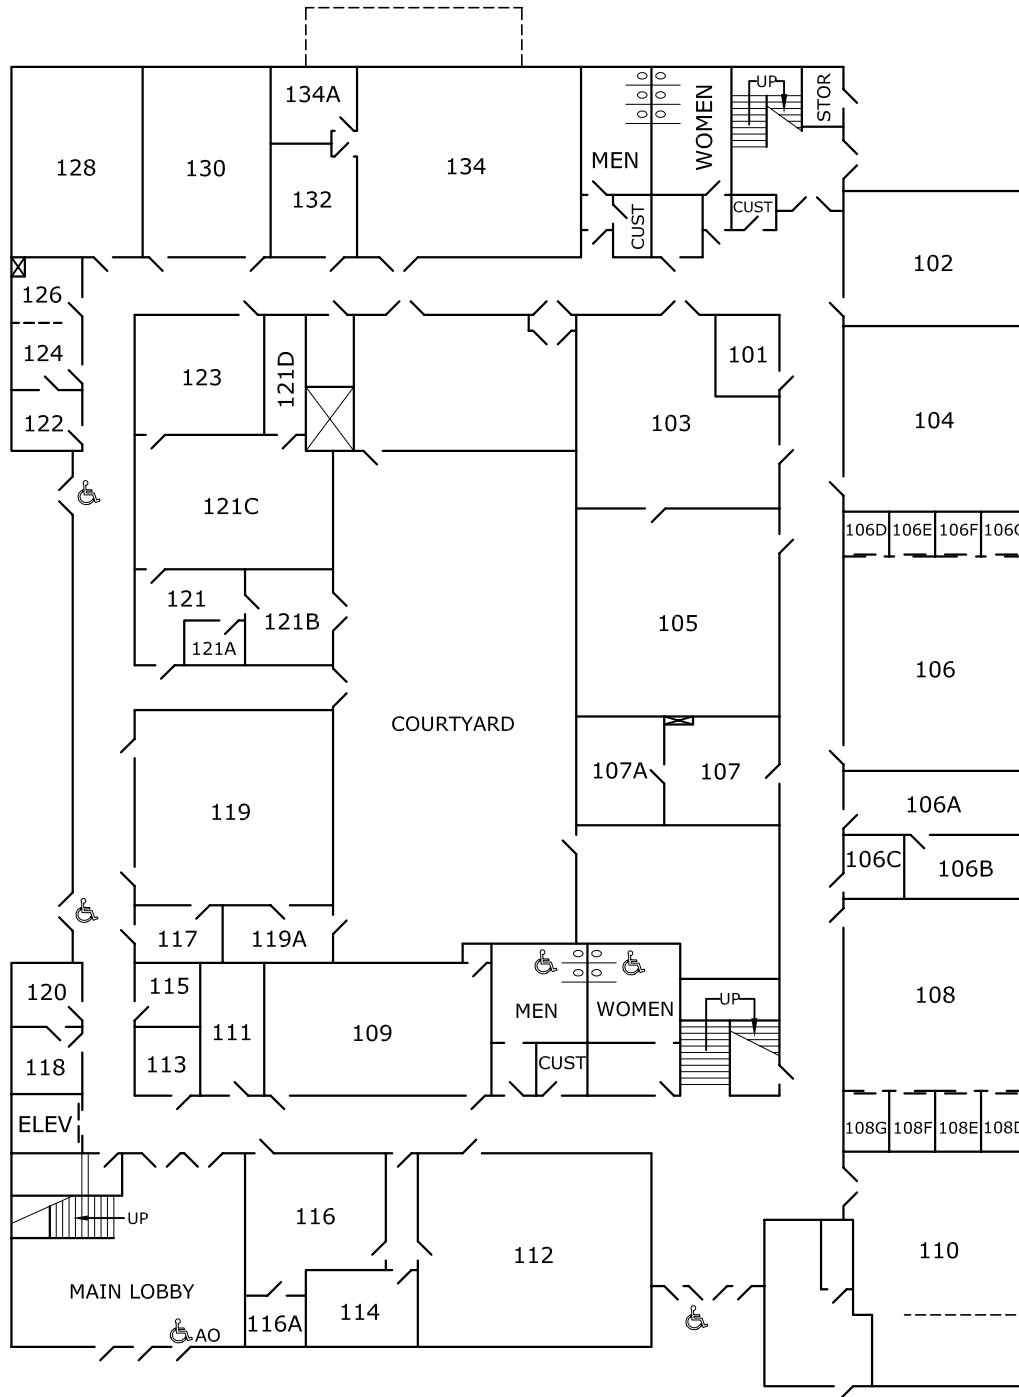 134A
UP
STOR
WOMEN
MEN
128
130
134
132
CUST
CUST
102
126
124
122
123
121D
101
103
104
121C
106D
106E
106F
121
121A
121B
105
106
COURTYARD
107A
107
119
106A
106C
106B
117
119A
120
115
111
109
MEN
WOMEN
UP
108
118
113
CUST
ELEV
108G
108F
108E
UP
116
112
110
MAIN LOBBY
AO
116A
114